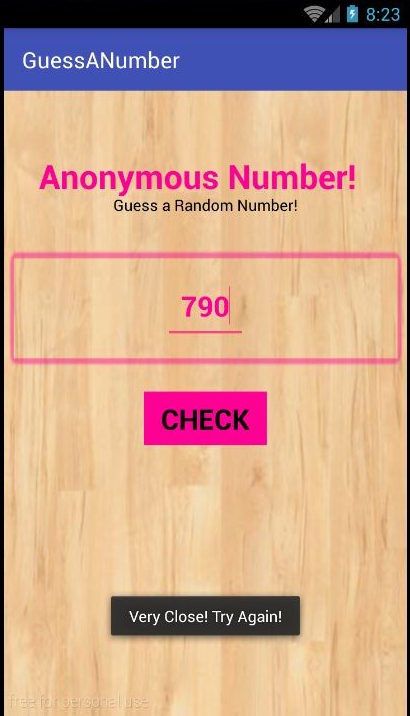 8:23
GuessANumber
Anonymous Number!
Guess a Random Number!
790
CHECK
Very Close! Try Again!
free for personal use